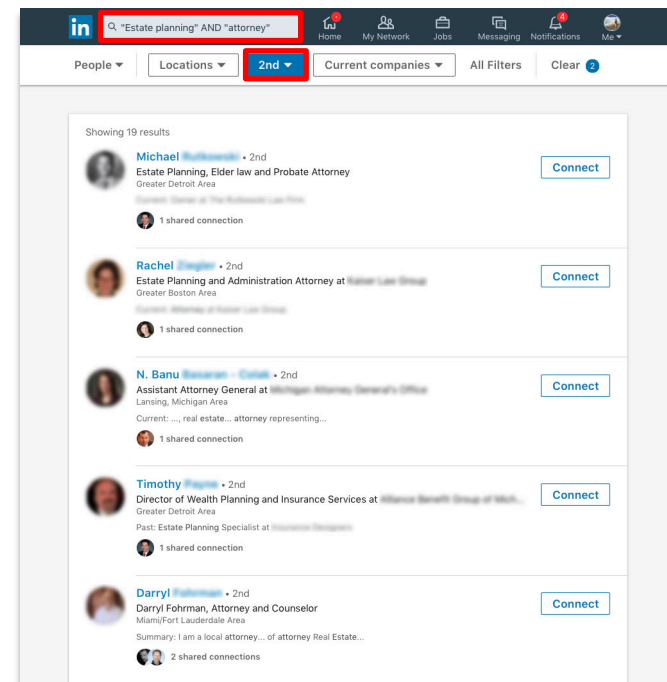 in
"Estate planning" AND "attorney"
Home
My Network
Jobs
Messaging
4
Notifications
Me
People
Locations
2nd
Current companies
All Filters
Clear 2
Showing 19 results
Michael • 2nd
Estate Planning, Elder law and Probate Attorney
Greater Detroit Area
1 shared connection
Connect
Rachel • 2nd
Estate Planning and Administration Attorney at
Greater Boston Area
1 shared connection
Connect
N. Banu • 2nd
Assistant Attorney General at
Lansing, Michigan Area
Current: ..., real estate... attorney representing...
1 shared connection
Connect
Timothy • 2nd
Director of Wealth Planning and Insurance Services at
Greater Detroit Area
Past: Estate Planning Specialist at
1 shared connection
Connect
Darryl • 2nd
Darryl Fohrman, Attorney and Counselor
Miami/Fort Lauderdale Area
Summary: I am a local attorney... of attorney Real Estate...
2 shared connections
Connect